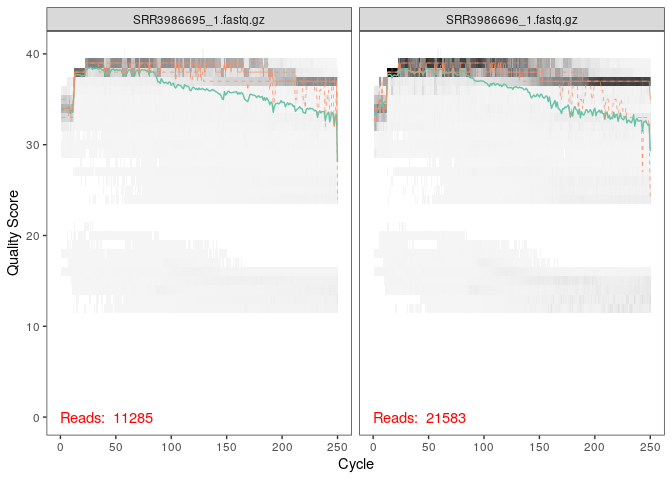 SRR3986695_1.fastq.gz SRR3986696_1.fastq.gz
Quality Score
40
30
20
10
0
Reads: 11285 Reads: 21583
0 50 100 150 200 250 0 50 100 150 200 250
Cycle